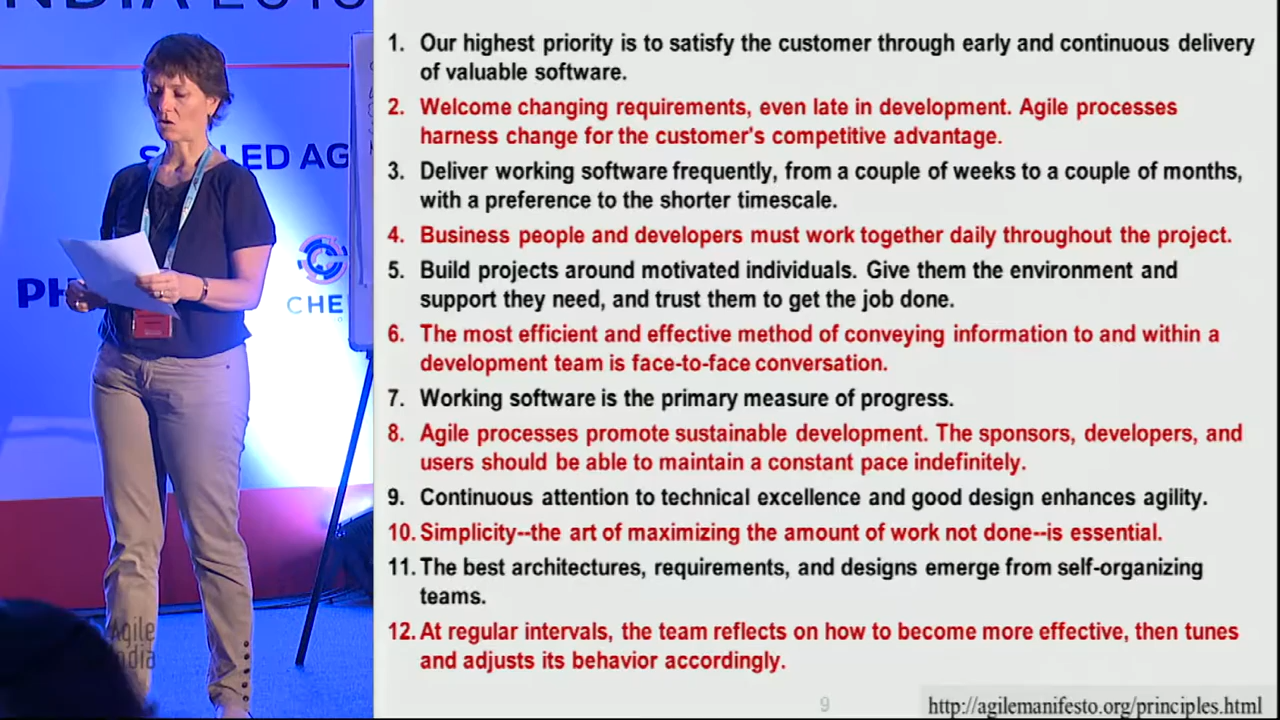 NDIA 2016
SKILLED AG
PH
CHE
Agile
India
1. Our highest priority is to satisfy the customer through early and continuous delivery
of valuable software.
2. Welcome changing requirements, even late in development. Agile processes
harness change for the customer's competitive advantage.
3. Deliver working software frequently, from a couple of weeks to a couple of months,
with a preference to the shorter timescale.
4. Business people and developers must work together daily throughout the project.
5. Build projects around motivated individuals. Give them the environment and
support they need, and trust them to get the job done.
6. The most efficient and effective method of conveying information to and within a
development team is face-to-face conversation.
7. Working software is the primary measure of progress.
8. Agile processes promote sustainable development. The sponsors, developers, and
users should be able to maintain a constant pace indefinitely.
9. Continuous attention to technical excellence and good design enhances agility.
10. Simplicity--the art of maximizing the amount of work not done--is essential.
11. The best architectures, requirements, and designs emerge from self-organizing
teams.
12. At regular intervals, the team reflects on how to become more effective, then tunes
and adjusts its behavior accordingly.
9
http://agilemanifesto.org/principles.html